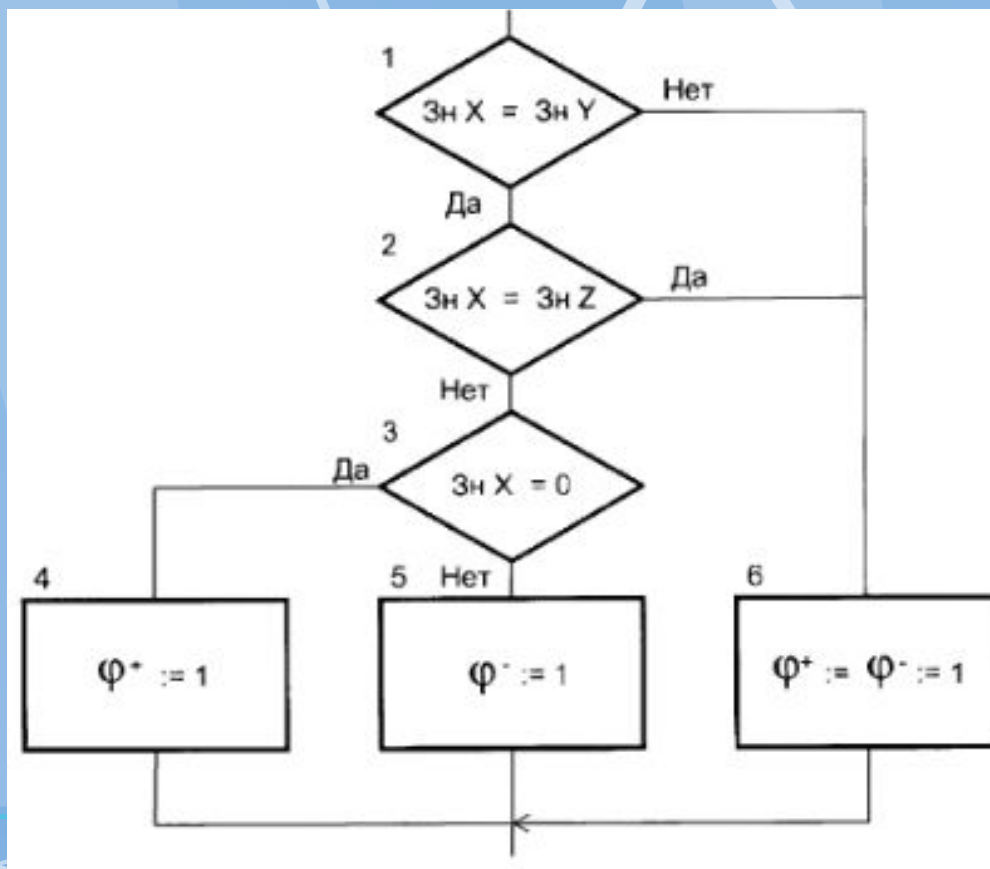 1
Зн X = Зн Y
Нет
Да
2
Зн X = Зн Z
Да
Нет
3
Да
Зн X = 0
4
5
Нет
6
φ⁺ := 1
φ⁻ := 1
φ⁺ := φ⁻ := 1